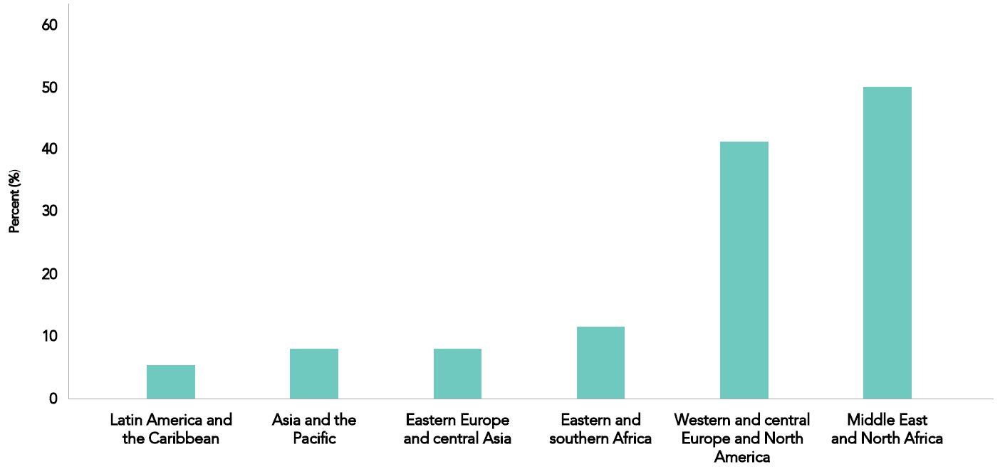 60
50
40
30
20
10
0
Percent (%)
Latin America and
the Caribbean
Asia and the
Pacific
Eastern Europe
and central Asia
Eastern and
southern Africa
Western and central
Europe and North
America
Middle East
and North Africa